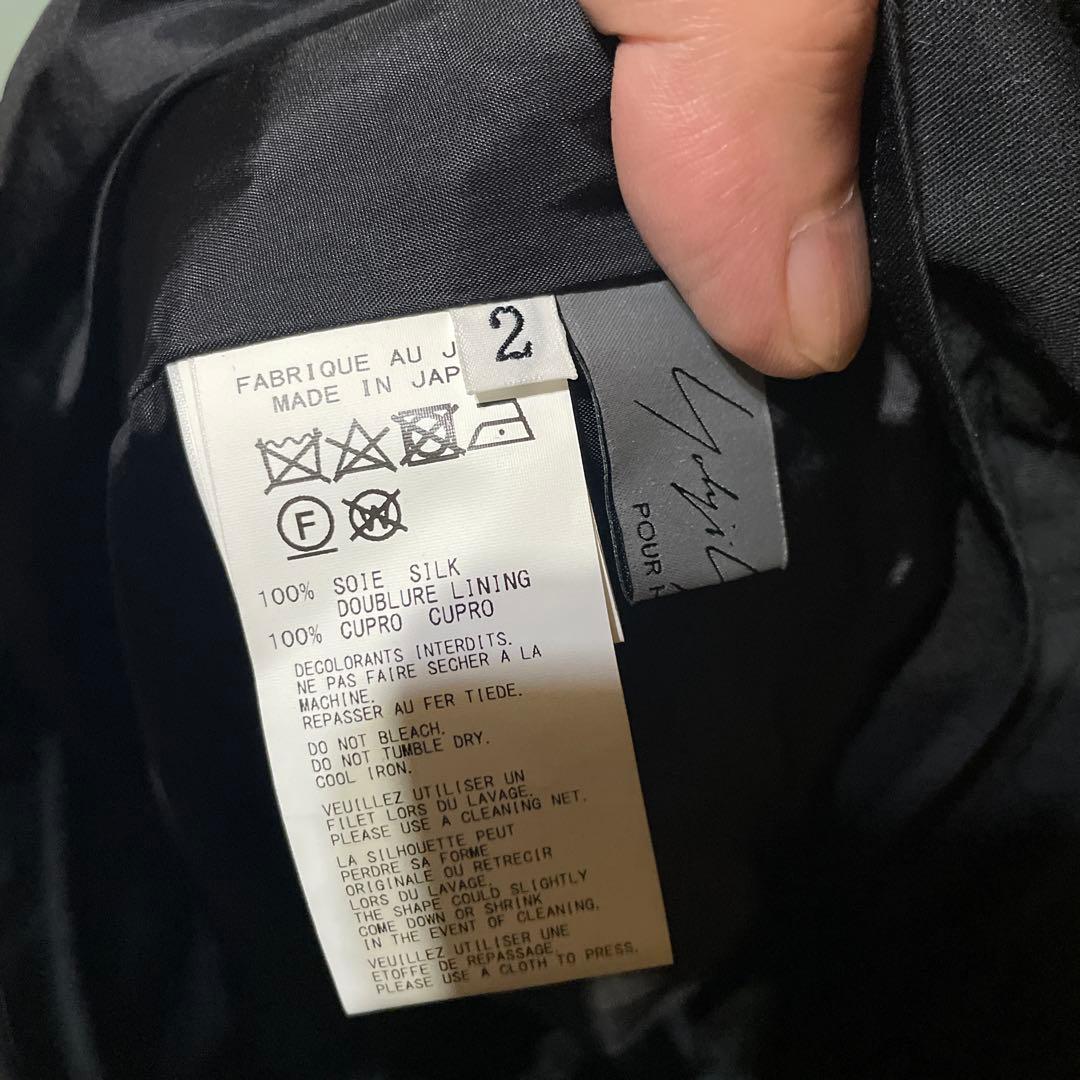 2
FABRIQUE AU J
MADE IN JAP
F
W
100% SOIE SILK
DOUBLURE LINING
100% CUPRO CUPRO
DECOLORANTS INTERDITS.
NE PAS FAIRE SECHER A LA
MACHINE.
REPASSER AU FER TIEDE.
DO NOT BLEACH.
DO NOT TUMBLE DRY.
COOL IRON.
VEUILLEZ UTILISER UN
FILET LORS DU LAVAGE.
PLEASE USE A CLEANING NET.
LA SILHOUETTE PEUT
PERDRE SA FORME
ORIGINALE OU RETRECIR
LORS DU LAVAGE.
THE SHAPE COULD SLIGHTLY
COME DOWN OR SHRINK
IN THE EVENT OF CLEANING.
VEUILLEZ UTILISER UNE
ETOFFE DE REPASSAGE.
PLEASE USE A CLOTH TO PRESS.
POUR